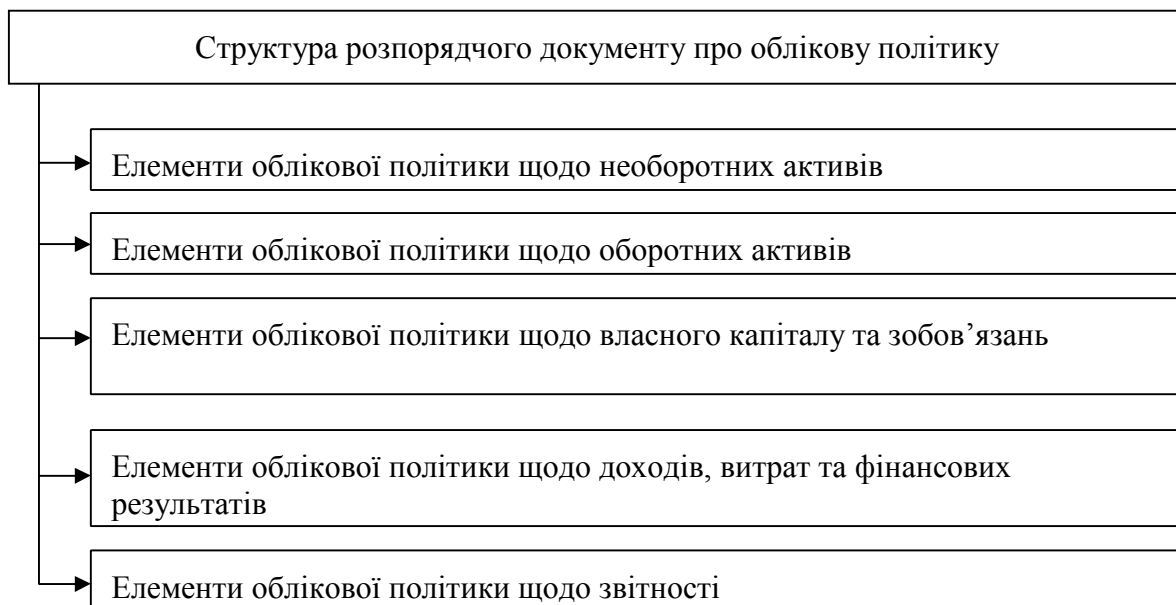 Структура розпорядчого документу про облікову політику
Елементи облікової політики щодо необоротних активів
Елементи облікової політики щодо оборотних активів
Елементи облікової політики щодо власного капіталу та зобов’язань
Елементи облікової політики щодо доходів, витрат та фінансових
результатів
Елементи облікової політики щодо звітності